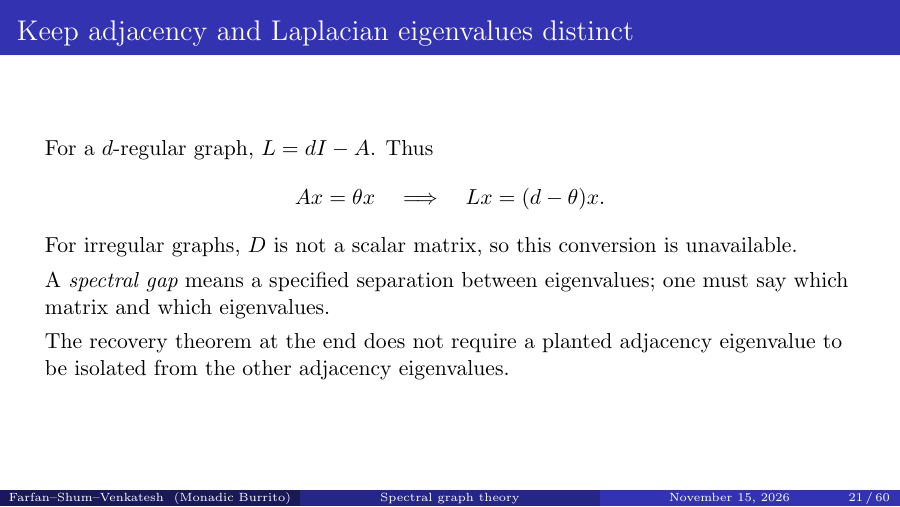 Keep adjacency and Laplacian eigenvalues distinct
For a d-regular graph, L = dI − A. Thus
Ax = θx ⟹ Lx = (d − θ)x.
For irregular graphs, D is not a scalar matrix, so this conversion is unavailable.
A spectral gap means a specified separation between eigenvalues; one must say which
matrix and which eigenvalues.
The recovery theorem at the end does not require a planted adjacency eigenvalue to
be isolated from the other adjacency eigenvalues.
Farfan–Shum–Venkatesh (Monadic Burrito) Spectral graph theory November 15, 2026 21 / 60